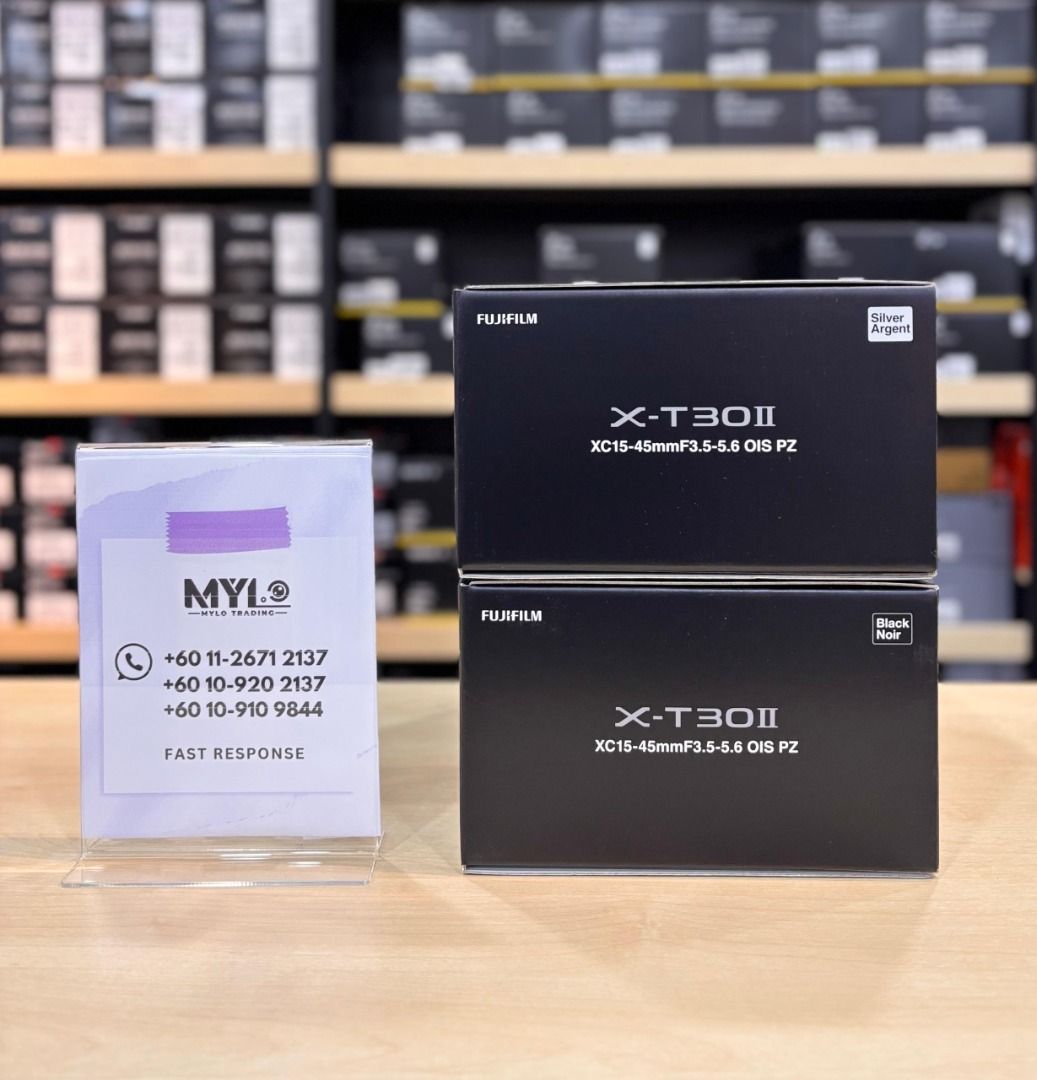 MYLO
MYLO TRADING
+60 11-2671 2137
+60 10-920 2137
+60 10-910 9844
FAST RESPONSE
FUJIFILM
Silver
Argent
X-T30II
XC15-45mmF3.5-5.6 OIS PZ
FUJIFILM
Black
Noir
X-T30II
XC15-45mmF3.5-5.6 OIS PZ